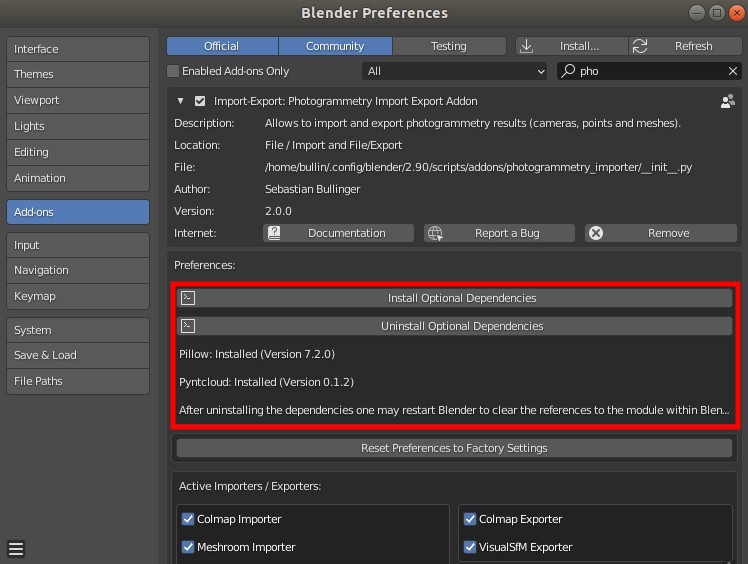 Blender Preferences
Interface
Themes
Viewport
Lights
Editing
Animation
Add-ons
Input
Navigation
Keymap
System
Save & Load
File Paths
Official Community Testing Install... Refresh
Enabled Add-ons Only All pho
Import-Export: Photogrammetry Import Export Addon
Description: Allows to import and export photogrammetry results (cameras, points and meshes).
Location: File / Import and File/Export
File: /home/bullin/.config/blender/2.90/scripts/addons/photogrammetry_importer/__init__.py
Author: Sebastian Bullinger
Version: 2.0.0
Internet: Documentation Report a Bug Remove
Preferences:
Install Optional Dependencies
Uninstall Optional Dependencies
Pillow: Installed (Version 7.2.0)
Pyntcloud: Installed (Version 0.1.2)
After uninstalling the dependencies one may restart Blender to clear the references to the module within Blen...
Reset Preferences to Factory Settings
Active Importers / Exporters:
Colmap Importer Colmap Exporter
Meshroom Importer VisualSfM Exporter